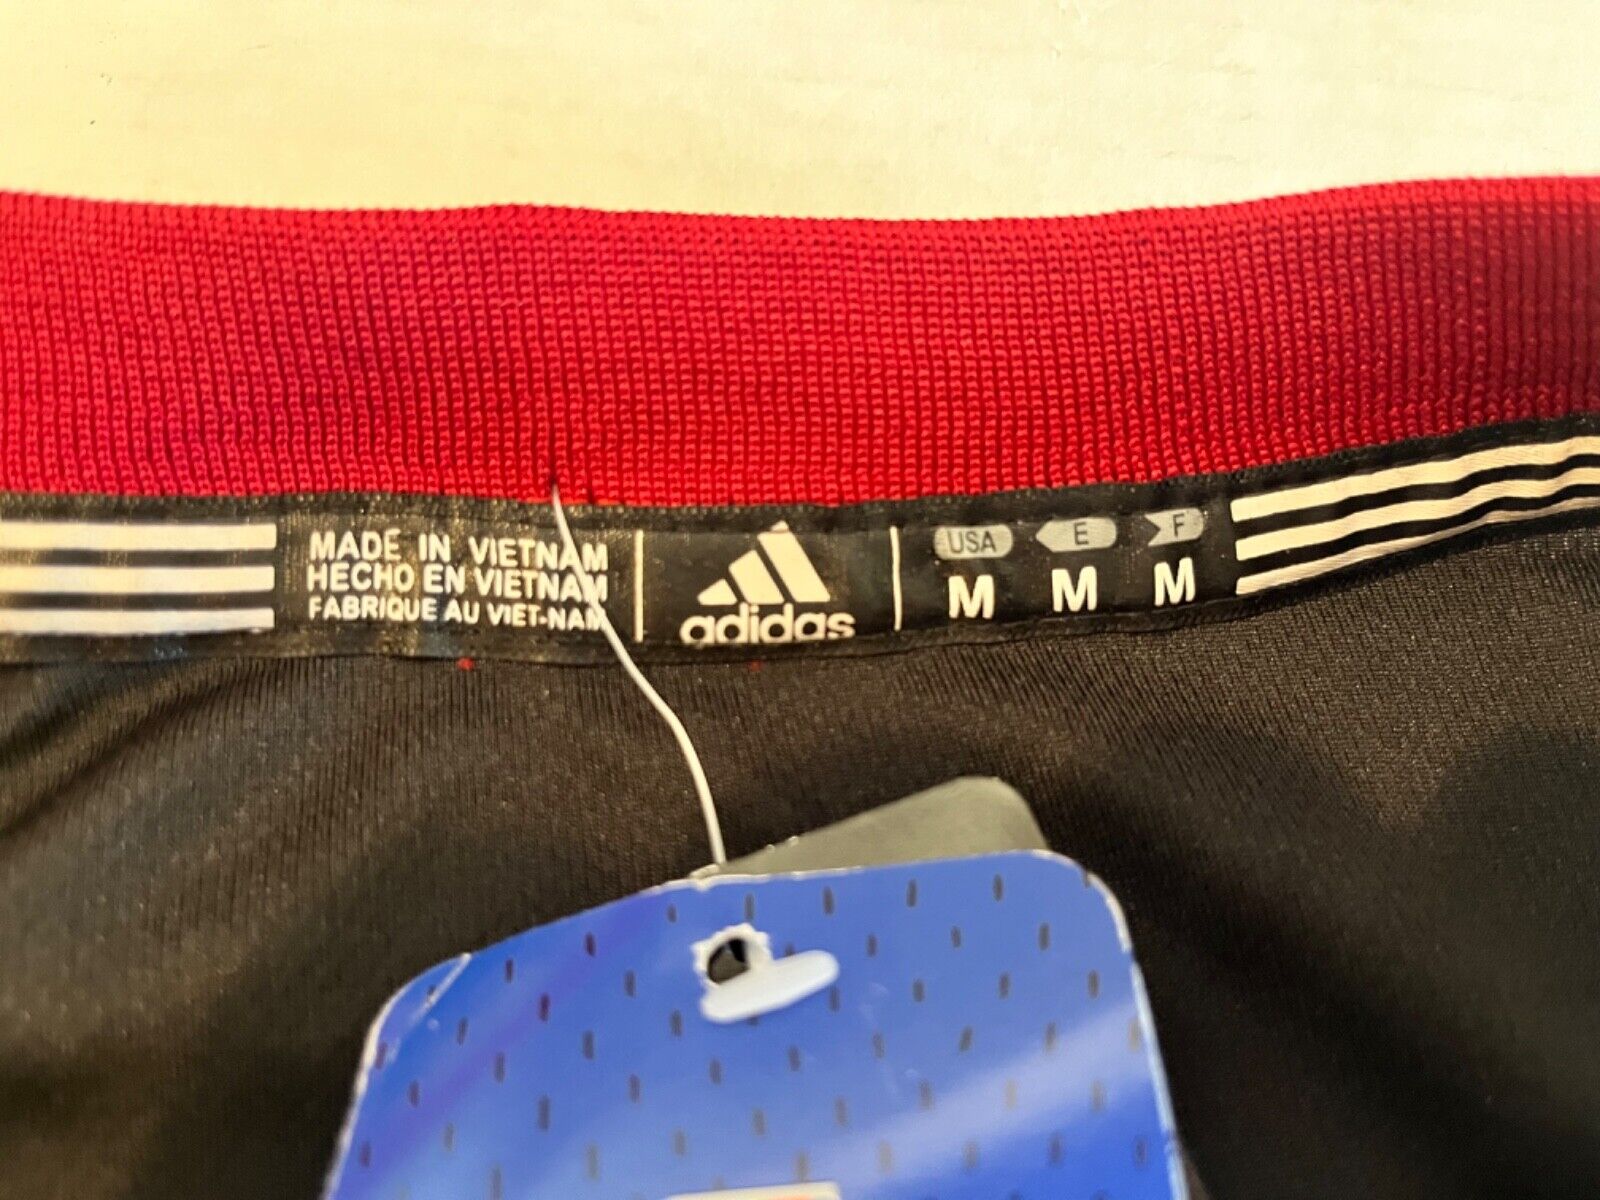 MADE IN VIETNAM
HECHO EN VIETNAM
FABRIQUE AU VIET-NAM
adidas
USA E F
M M M